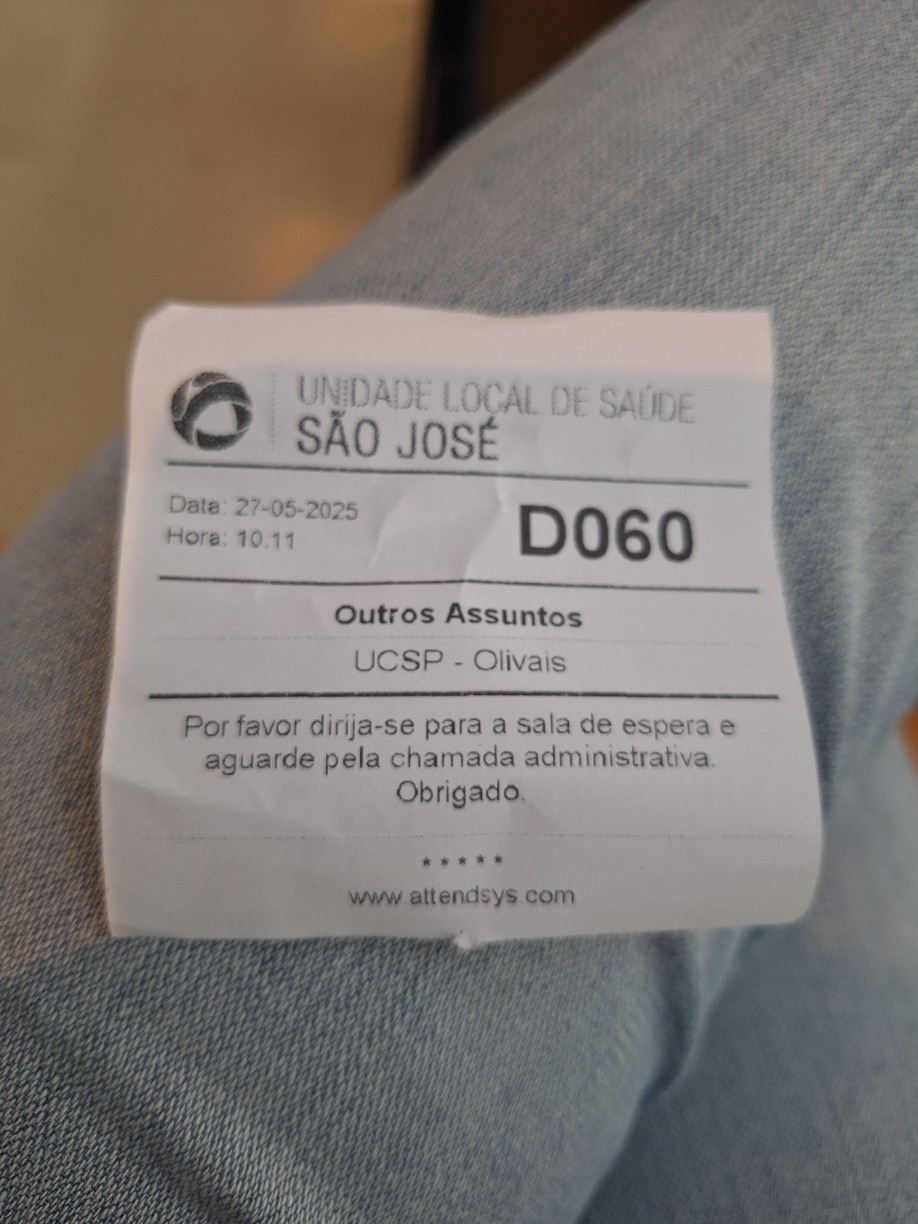 UNIDADE LOCAL DE SAÚDE
SÃO JOSÉ
Data: 27-05-2025
Hora: 10:11
D060
Outros Assuntos
UCSP - Olivais
Por favor dirija-se para a sala de espera e
aguarde pela chamada administrativa.
Obrigado.
*****
www.attendsys.com